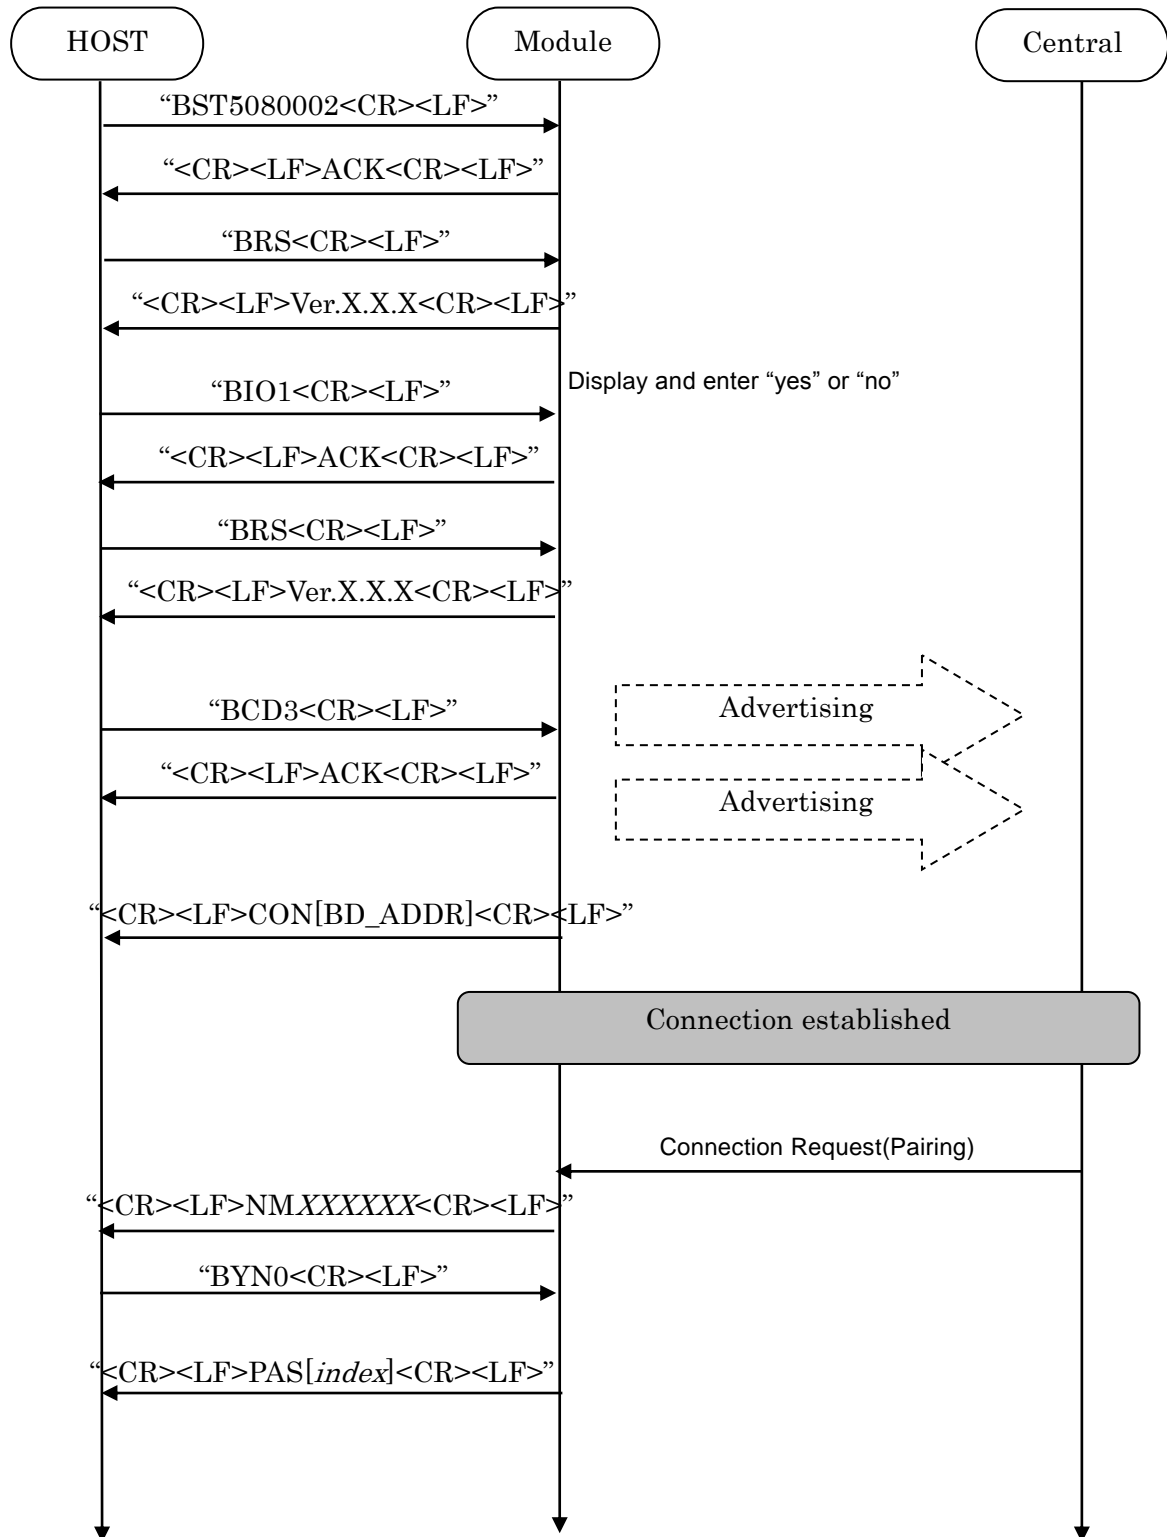 HOST
Module
Central
“BST5080002<CR><LF>”
“<CR><LF>ACK<CR><LF>”
“BRS<CR><LF>”
“<CR><LF>Ver.X.X.X<CR><LF>”
Display and enter “yes” or “no”
“BIO1<CR><LF>”
“<CR><LF>ACK<CR><LF>”
“BRS<CR><LF>”
“<CR><LF>Ver.X.X.X<CR><LF>”
“BCD3<CR><LF>”
Advertising
“<CR><LF>ACK<CR><LF>”
Advertising
“<CR><LF>CON[BD_ADDR]<CR><LF>”
Connection established
Connection Request(Pairing)
“<CR><LF>NMXXXXXX<CR><LF>”
“BYN0<CR><LF>”
“<CR><LF>PAS[index]<CR><LF>”